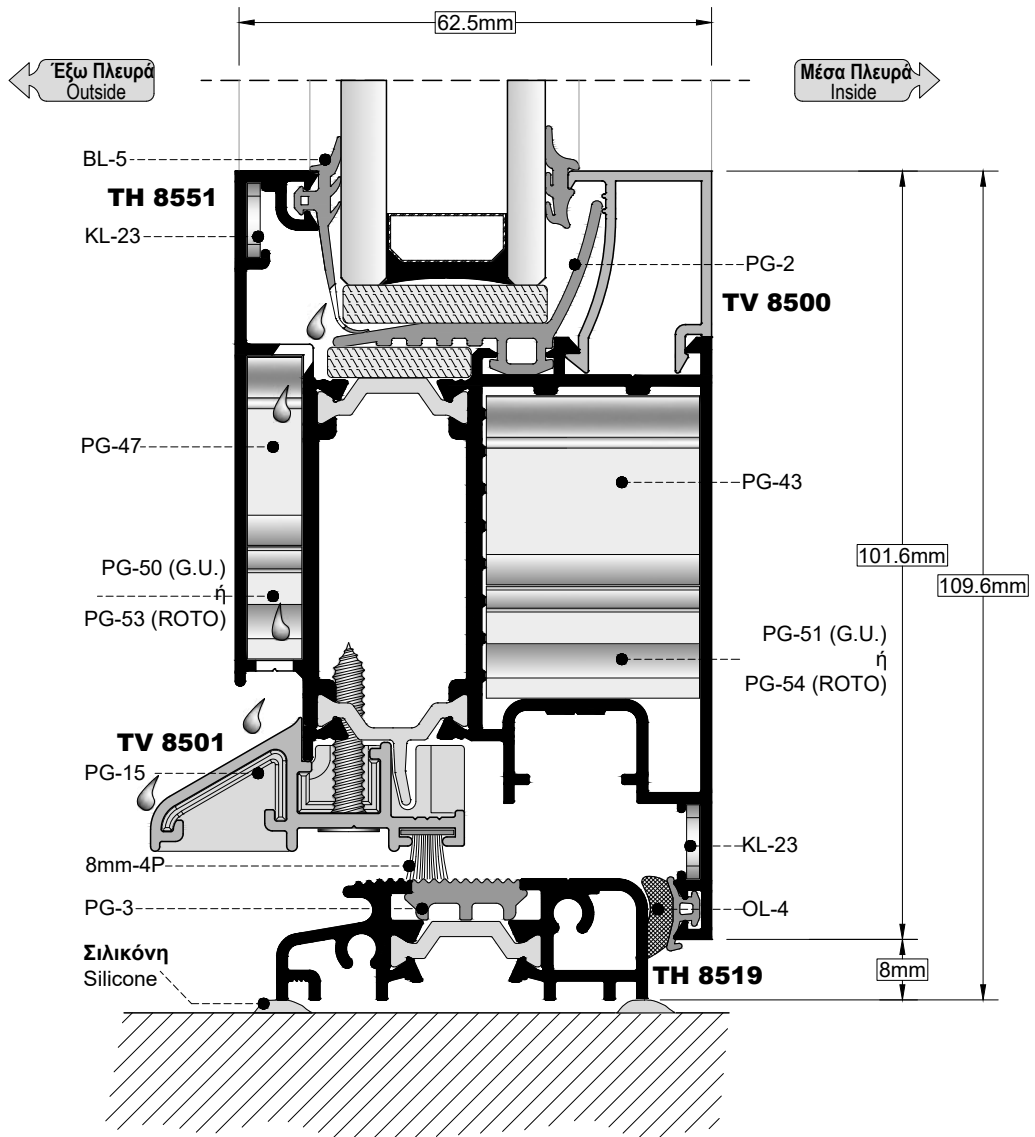 62.5mm
Έξω Πλευρά
Outside
Μέσα Πλευρά
Inside
BL-5
TH 8551
KL-23
PG-2
TV 8500
PG-47
PG-43
PG-50 (G.U.)
ή
PG-53 (ROTO)
101.6mm
109.6mm
PG-51 (G.U.)
ή
PG-54 (ROTO)
TV 8501
PG-15
KL-23
8mm-4P
PG-3
OL-4
Σιλικόνη
Silicone
TH 8519
8mm